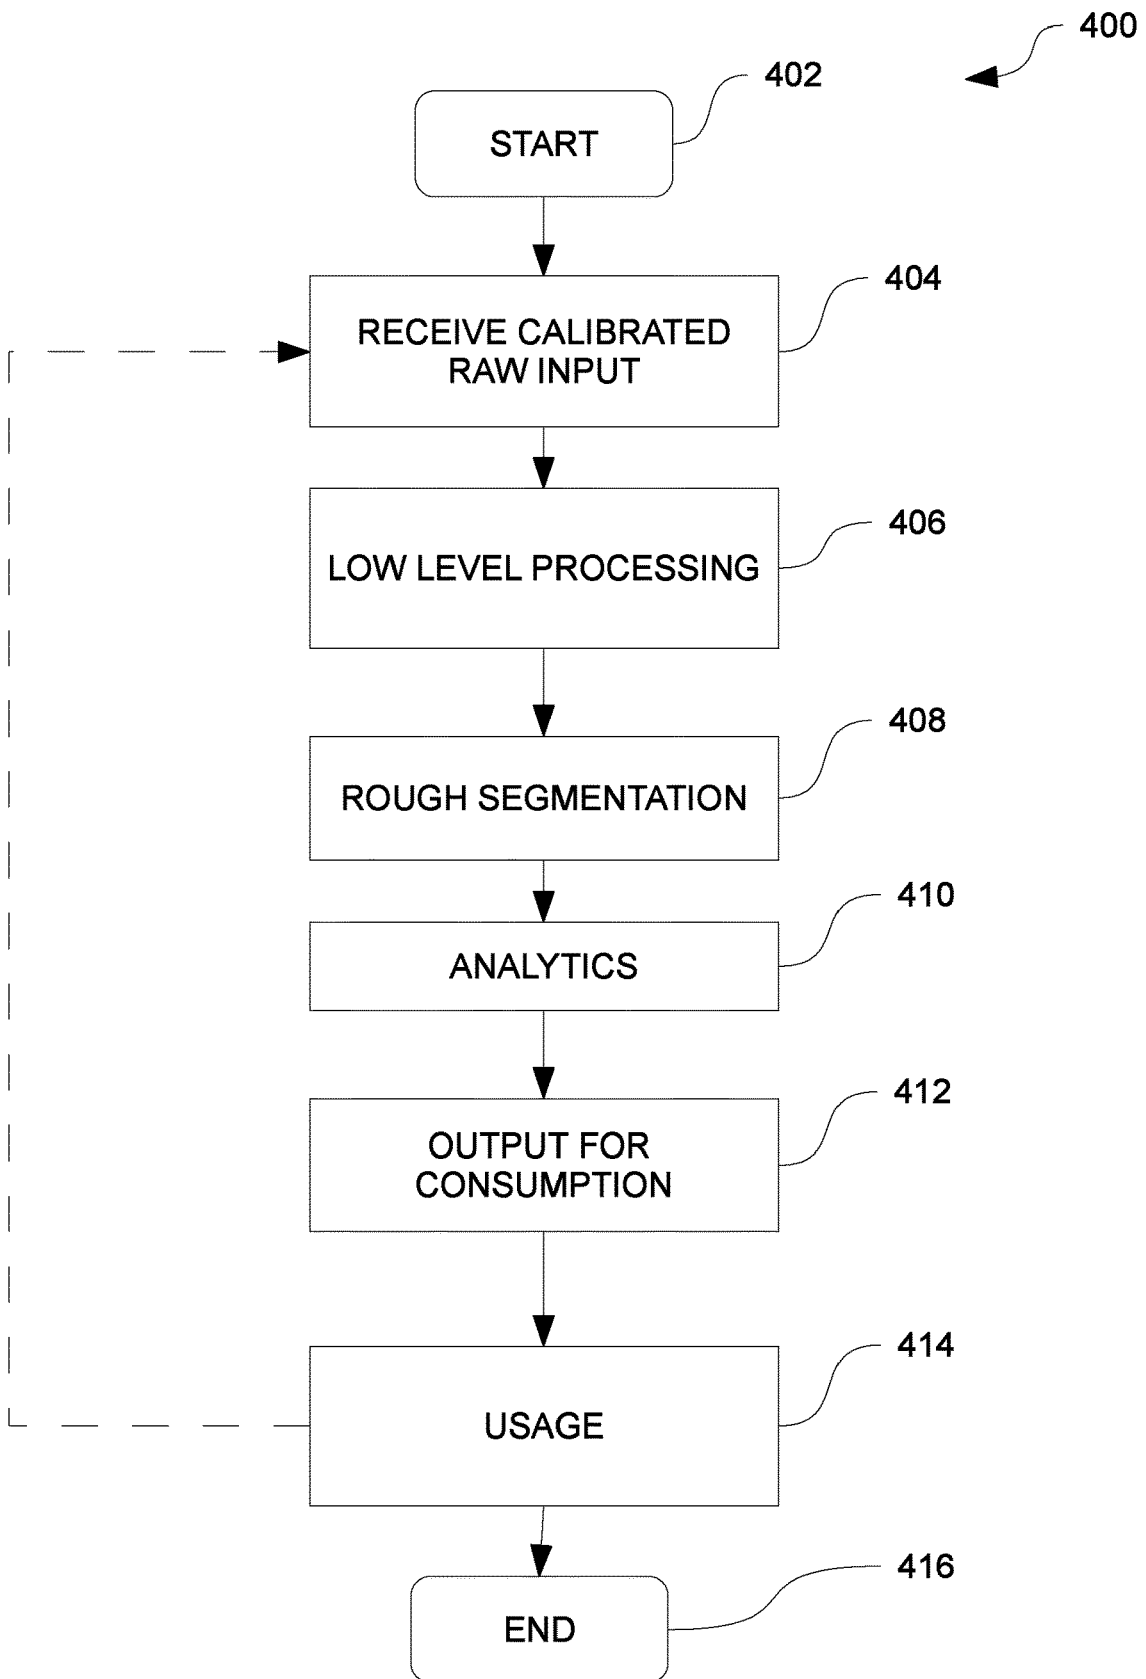 400
402
START
404
RECEIVE CALIBRATED
RAW INPUT
406
LOW LEVEL PROCESSING
408
ROUGH SEGMENTATION
410
ANALYTICS
412
OUTPUT FOR
CONSUMPTION
414
USAGE
416
END